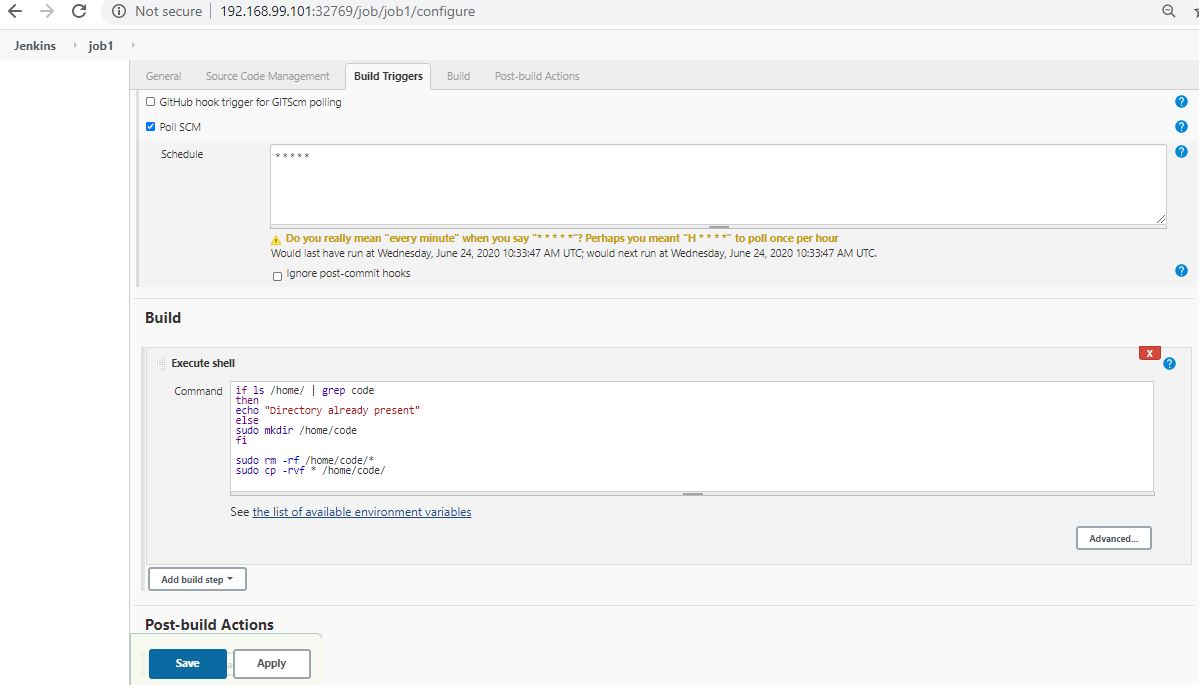 Not secure | 192.168.99.101:32769/job/job1/configure
Jenkins job1
General Source Code Management Build Triggers Build Post-build Actions
GitHub hook trigger for GITScm polling
Poll SCM
Schedule * * * * *
Do you really mean "every minute" when you say "* * * * *"? Perhaps you meant "H * * * *" to poll once per hour
Would last have run at Wednesday, June 24, 2020 10:33:47 AM UTC; would next run at Wednesday, June 24, 2020 10:33:47 AM UTC.
Ignore post-commit hooks
Build
X
Execute shell
Command if ls /home/ | grep code
then
echo "Directory already present"
else
sudo mkdir /home/code
fi
sudo rm -rf /home/code/*
sudo cp -rvf * /home/code/
See the list of available environment variables
Advanced...
Add build step
Post-build Actions
Save Apply